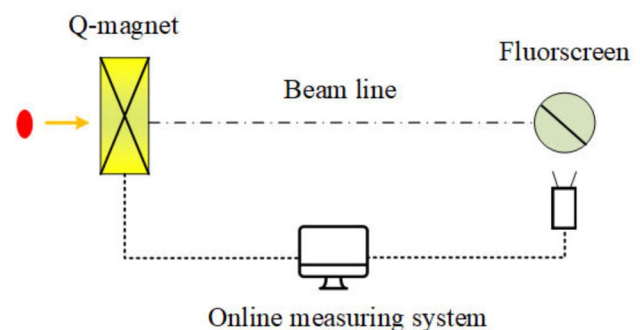 Q-magnet
Fluorscreen
Beam line
Online measuring system